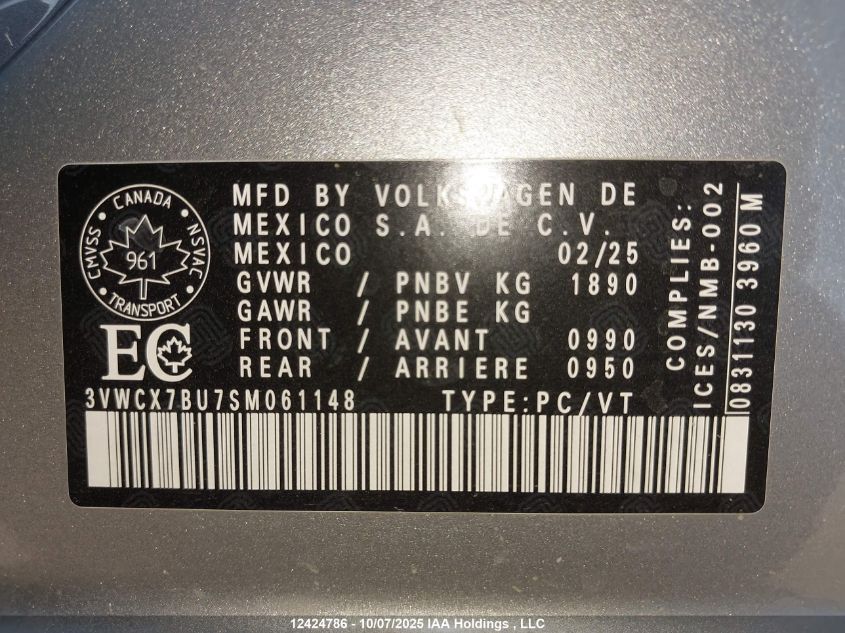 CANADA
CMVSS · NSVAC
961
TRANSPORT
EC
MFD BY VOLKSWAGEN DE
MEXICO S.A. DE C.V.
MEXICO 02/25
GVWR / PNBV KG 1890
GAWR / PNBE KG
FRONT / AVANT 0990
REAR / ARRIERE 0950
3VWCX7BU7SM061148 TYPE:PC/VT
COMPLIES:
ICES/NMB-002
0831130 3960 M
12424786 - 10/07/2025 IAA Holdings , LLC